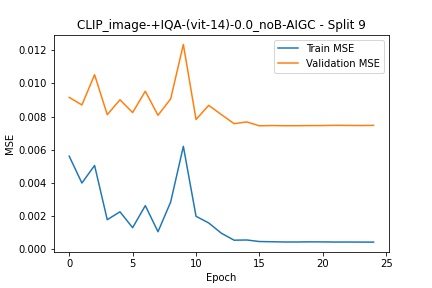 CLIP_image-+IQA-(vit-14)-0.0_noB-AIGC - Split 9
Train MSE
Validation MSE
0.012
0.010
0.008
0.006
0.004
0.002
0.000
MSE
0
5
10
15
20
25
Epoch